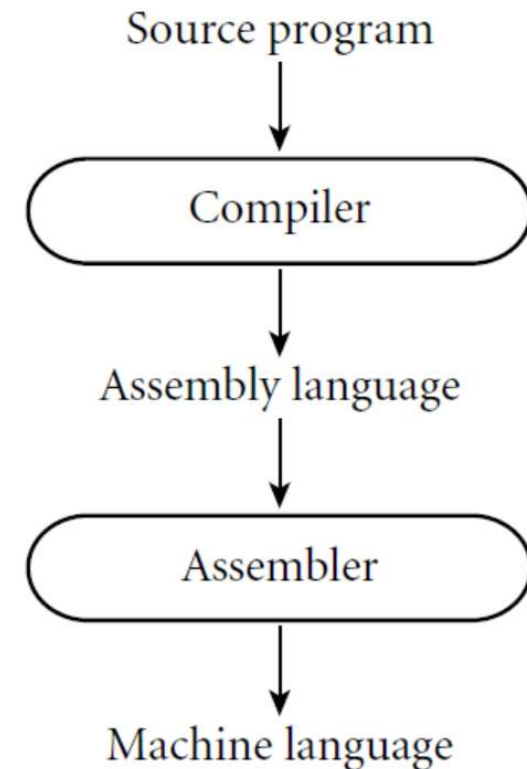 Source program
Compiler
Assembly language
Assembler
Machine language